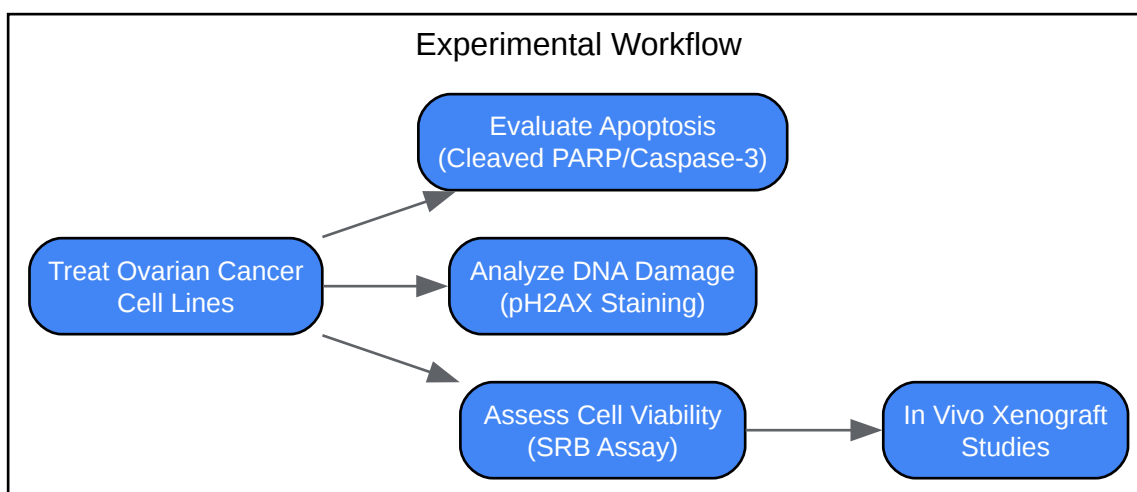 Experimental Workflow
Evaluate Apoptosis
(Cleaved PARP/Caspase-3)
Treat Ovarian Cancer
Cell Lines
Analyze DNA Damage
(pH2AX Staining)
Assess Cell Viability
(SRB Assay)
In Vivo Xenograft
Studies